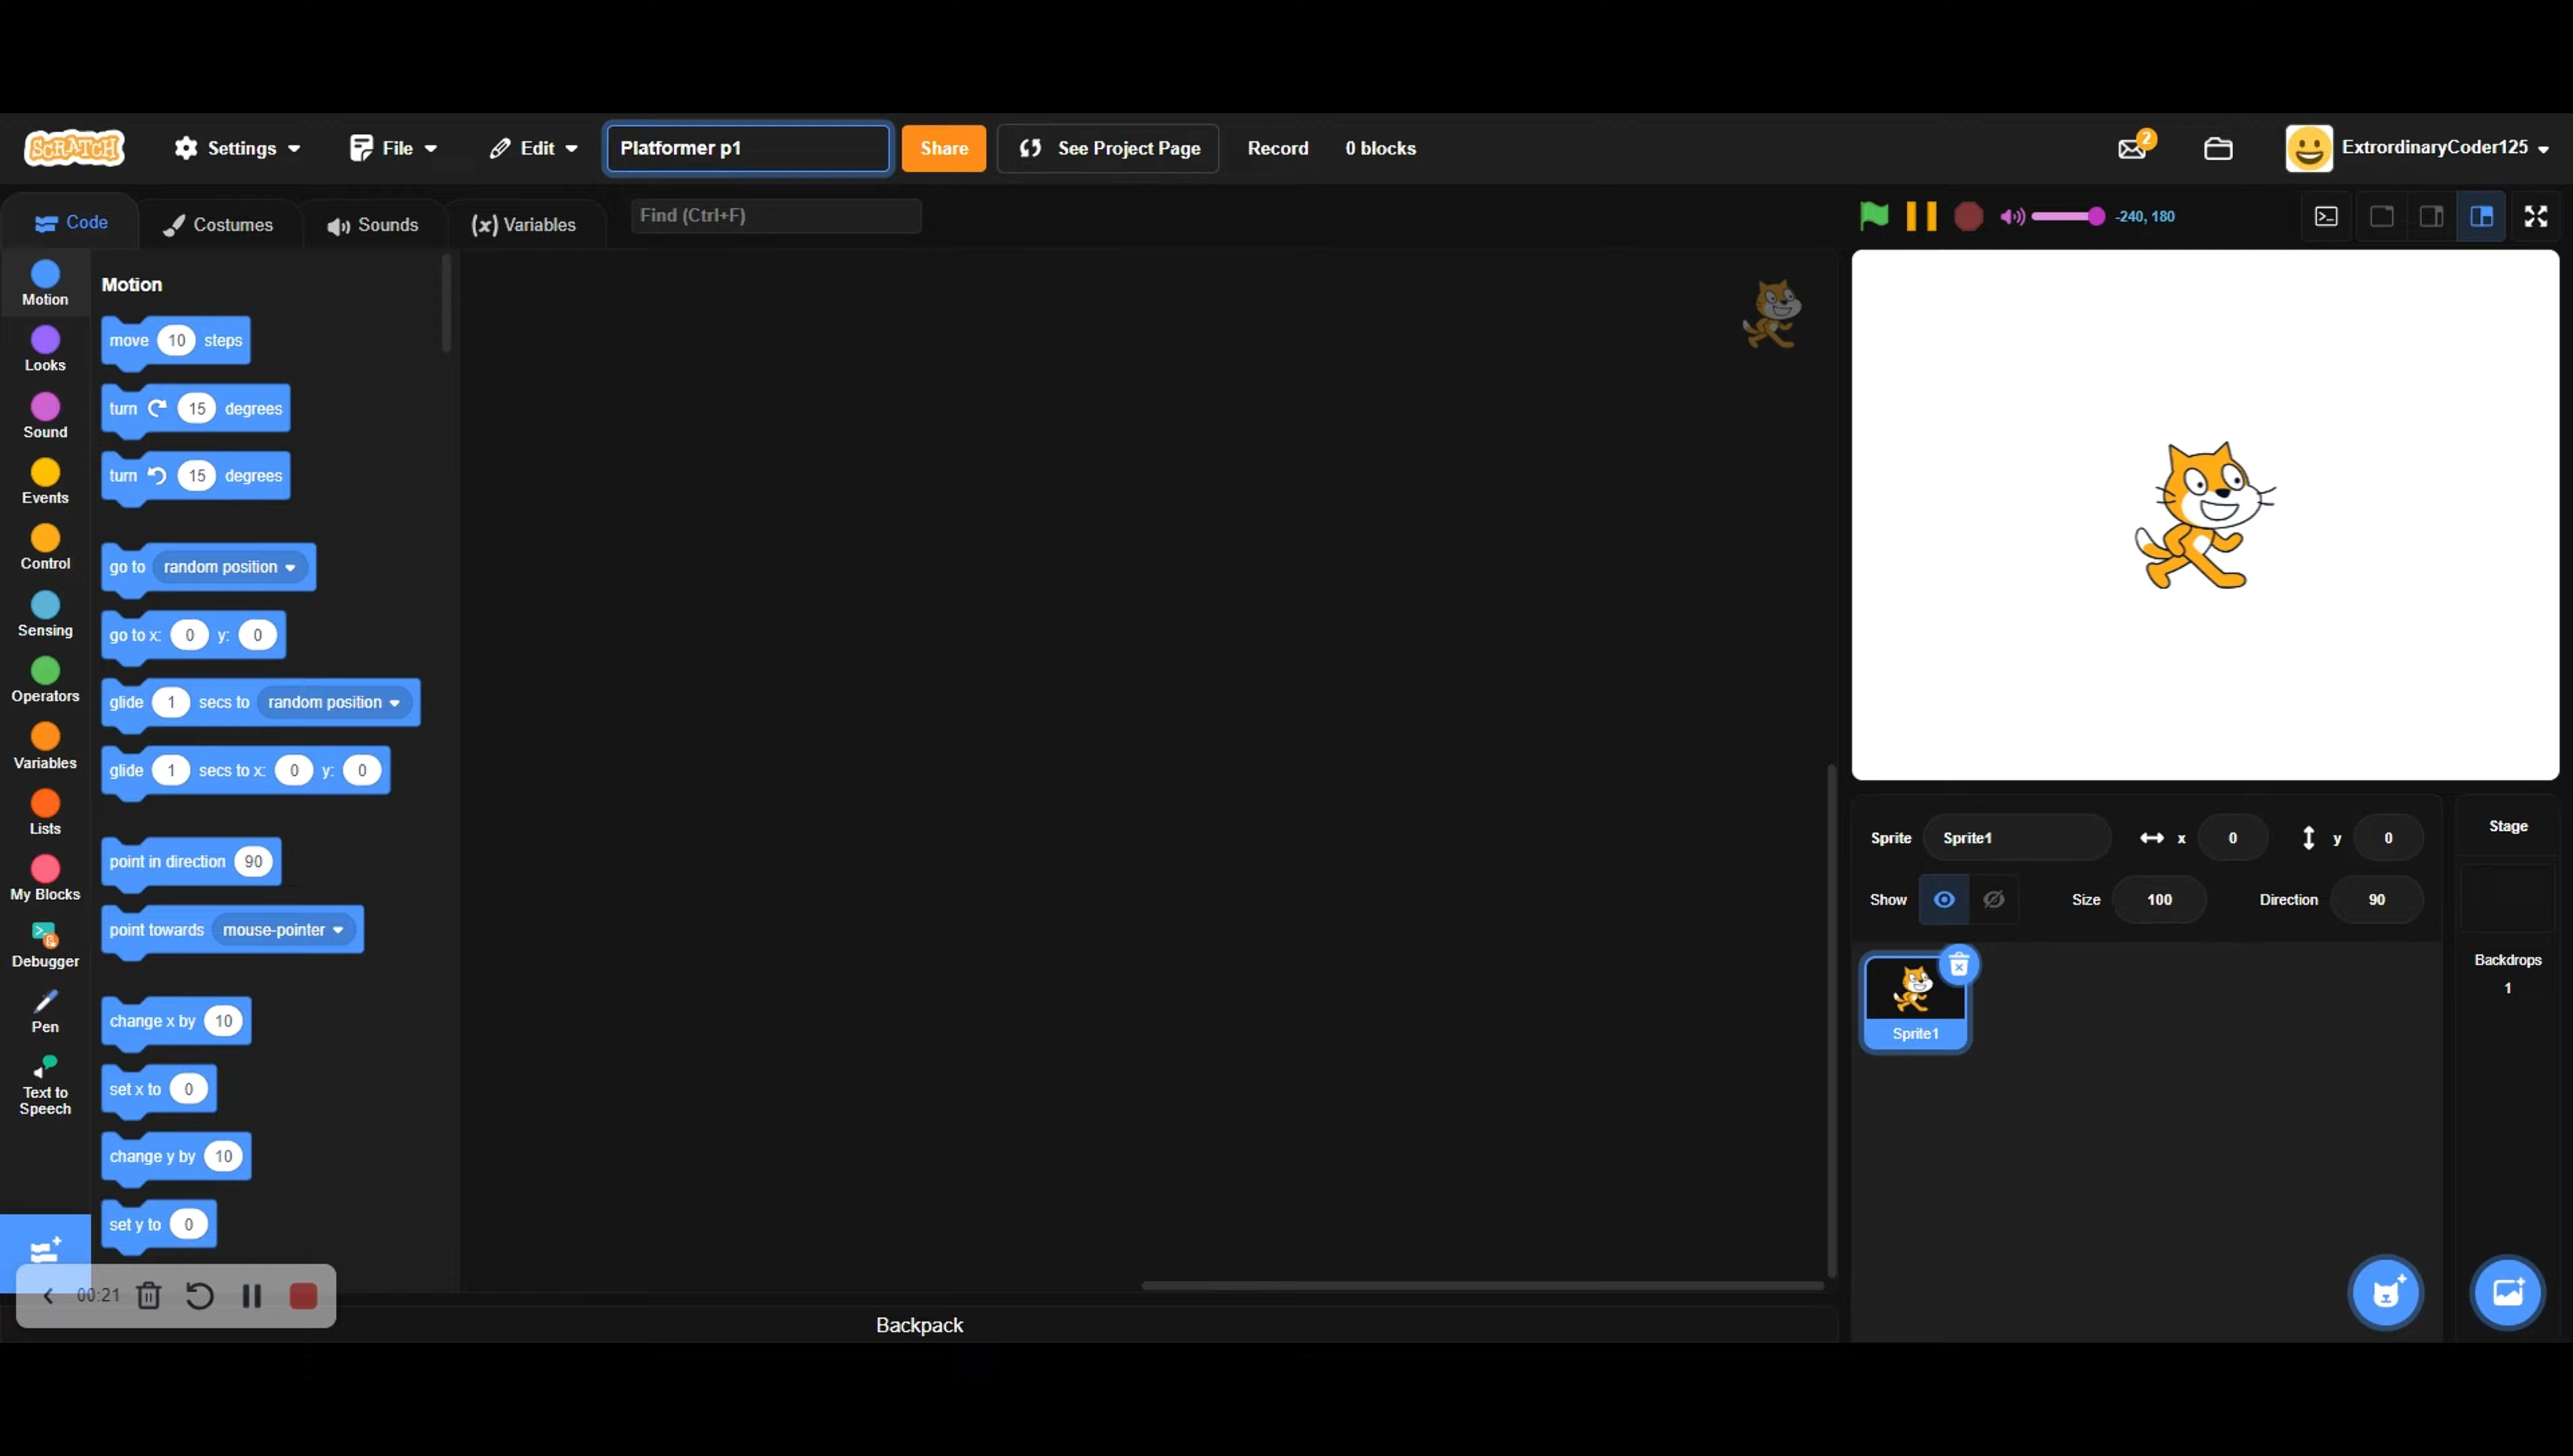 SCRATCH Settings File Edit Platformer p1 Share See Project Page Record 0 blocks 2 ExtrordinaryCoder125
Code Costumes Sounds (x) Variables Find (Ctrl+F) -240, 180
Motion
Looks
Sound
Events
Control
Sensing
Operators
Variables
Lists
My Blocks
Debugger
Pen
Text to
Speech
Motion
move 10 steps
turn 15 degrees
turn 15 degrees
go to random position
go to x: 0 y: 0
glide 1 secs to random position
glide 1 secs to x: 0 y: 0
point in direction 90
point towards mouse-pointer
change x by 10
set x to 0
change y by 10
set y to 0
00:21
Backpack
Sprite Sprite1 x 0 y 0
Show Size 100 Direction 90
Sprite1
Stage
Backdrops
1